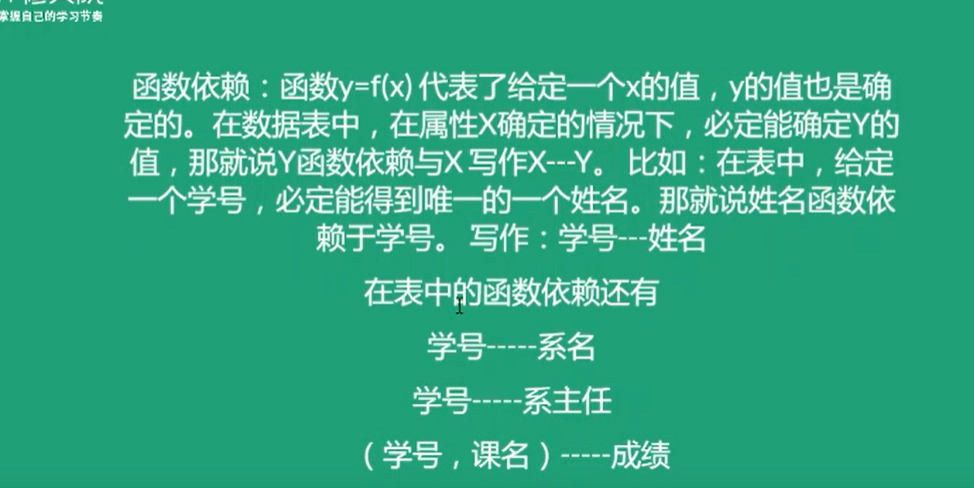 掌握自己的学习节奏
函数依赖：函数y=f(x) 代表了给定一个x的值，y的值也是确
定的。在数据表中，在属性X确定的情况下，必定能确定Y的
值，那就说Y函数依赖与X 写作X---Y。 比如：在表中，给定
一个学号，必定能得到唯一的一个姓名。那就说姓名函数依
赖于学号。 写作：学号---姓名
在表中的函数依赖还有
学号-----系名
学号-----系主任
（学号，课名）-----成绩